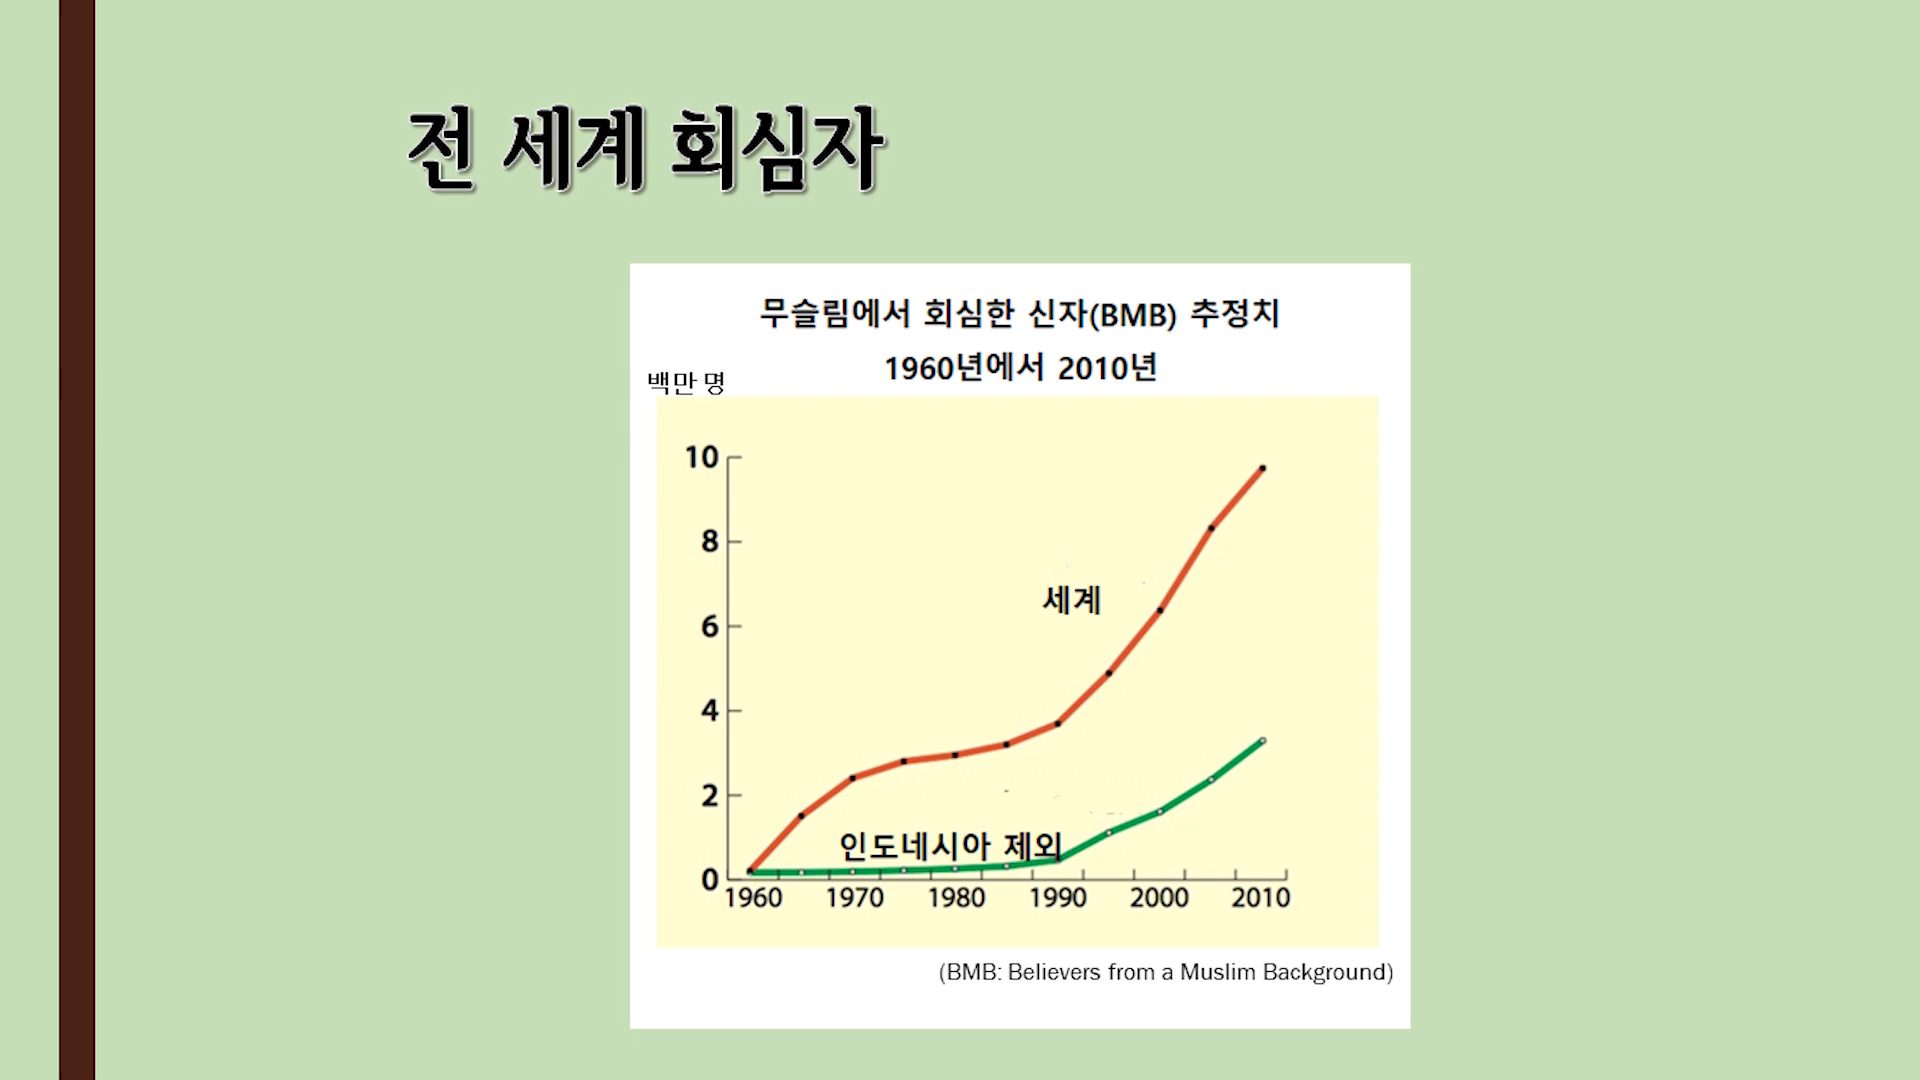 전 세계 회심자
무슬림에서 회심한 신자(BMB) 추정치
1960년에서 2010년
백만 명
10
8
6
4
2
0
세계
인도네시아 제외
1960 1970 1980 1990 2000 2010
(BMB: Believers from a Muslim Background)